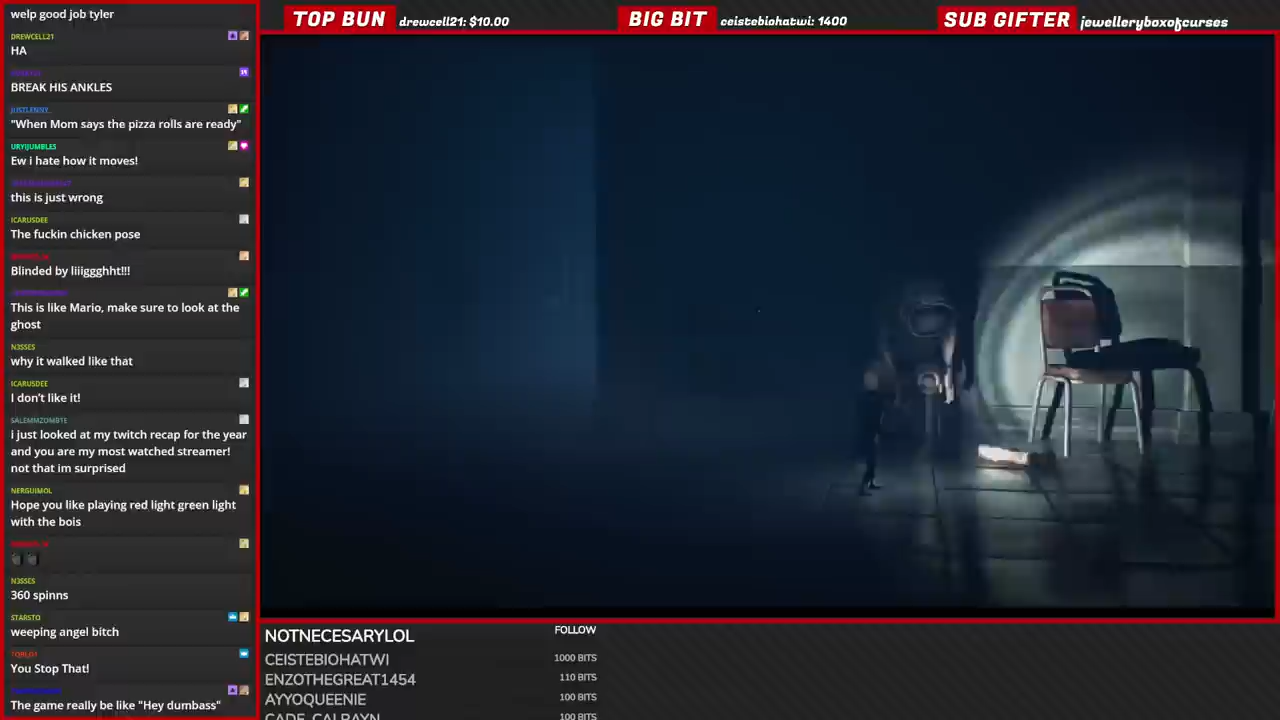 TOP BUN drewcell21: $10.00 BIG BIT ceistebiohatwi: 1400 SUB GIFTER jewelleryboxofcurses
welp good job tyler
DREWCELL21
HA
BREAK HIS ANKLES
JUSTLENNY_
"When Mom says the pizza rolls are ready"
URYIJUMBLES
Ew i hate how it moves!
this is just wrong
ICARUSDEE
The fuckin chicken pose
Blinded by liiiggghht!!!
This is like Mario, make sure to look at the
ghost
N3SSES
why it walked like that
ICARUSDEE
I don't like it!
SALEMMZOMB1E
i just looked at my twitch recap for the year
and you are my most watched streamer!
not that im surprised
NERGUIMOL
Hope you like playing red light green light
with the bois
N3SSES
360 spinns
STARSTO
weeping angel bitch
You Stop That!
The game really be like "Hey dumbass"
NOTNECESARYLOL FOLLOW
CEISTEBIOHATWI 1000 BITS
ENZOTHEGREAT1454 110 BITS
AYYOQUEENIE 100 BITS
CADE_CALRAYN 100 BITS